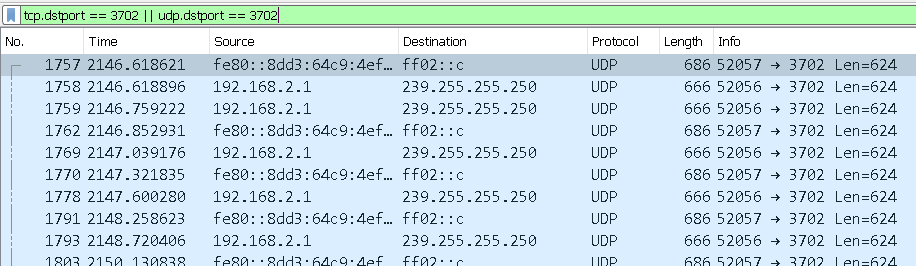 tcp.dstport == 3702 || udp.dstport == 3702
No. Time Source Destination Protocol Length Info
1757 2146.618621 fe80::8dd3:64c9:4ef… ff02::c UDP 686 52057 → 3702 Len=624
1758 2146.618896 192.168.2.1 239.255.255.250 UDP 666 52056 → 3702 Len=624
1759 2146.759222 192.168.2.1 239.255.255.250 UDP 666 52056 → 3702 Len=624
1762 2146.852931 fe80::8dd3:64c9:4ef… ff02::c UDP 686 52057 → 3702 Len=624
1769 2147.039176 192.168.2.1 239.255.255.250 UDP 666 52056 → 3702 Len=624
1770 2147.321835 fe80::8dd3:64c9:4ef… ff02::c UDP 686 52057 → 3702 Len=624
1778 2147.600280 192.168.2.1 239.255.255.250 UDP 666 52056 → 3702 Len=624
1791 2148.258623 fe80::8dd3:64c9:4ef… ff02::c UDP 686 52057 → 3702 Len=624
1793 2148.720406 192.168.2.1 239.255.255.250 UDP 666 52056 → 3702 Len=624
1803 2150.130838 fe80::8dd3:64c9:4ef… ff02::c UDP 686 52057 → 3702 Len=624